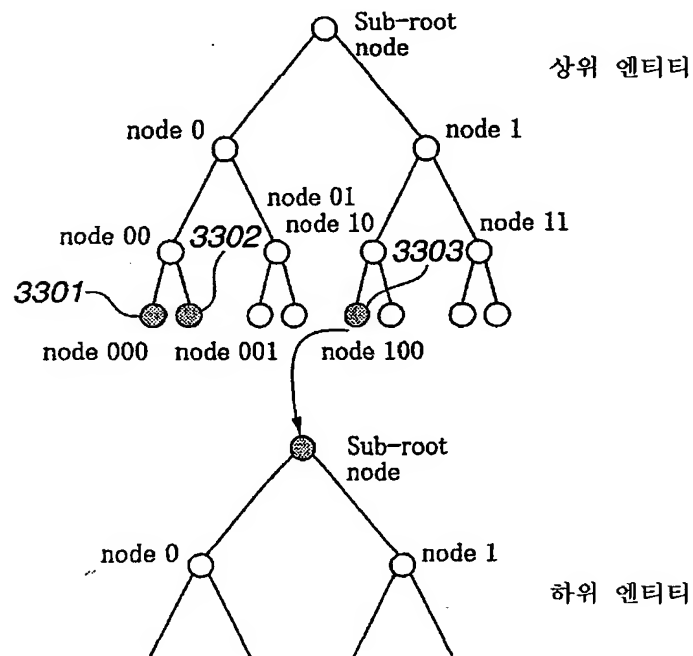 Sub-root
node
상위 엔티티
node 0
node 1
node 01
node 00
3302
node 10
3303
node 11
3301
node 000
node 001
node 100
Sub-root
node
node 0
node 1
하위 엔티티